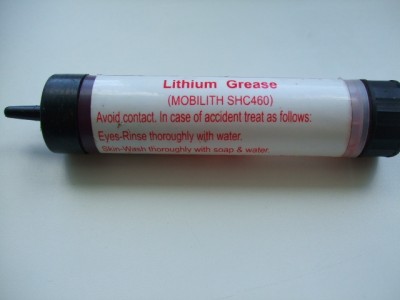 Lithium Grease
(MOBILITH SHC460)
Avoid contact. In case of accident treat as follows:
Eyes-Rinse thoroughly with water.
Skin-Wash thoroughly with soap & water